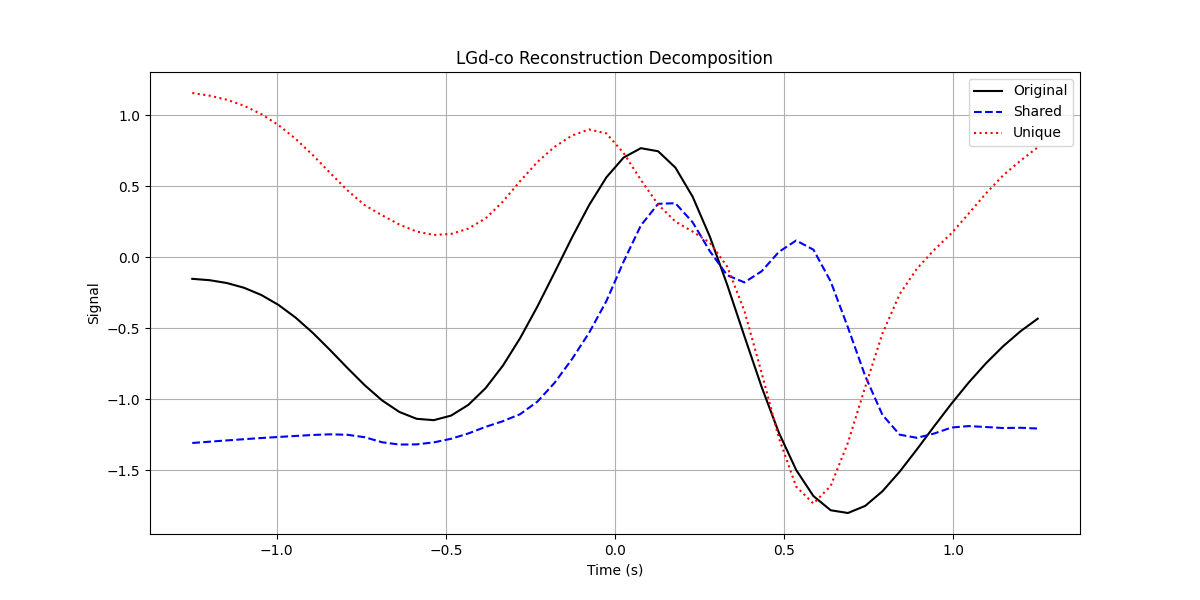 LGd-co Reconstruction Decomposition
Original
Shared
Unique
1.0
0.5
0.0
−0.5
−1.0
−1.5
Signal
−1.0 −0.5 0.0 0.5 1.0
Time (s)